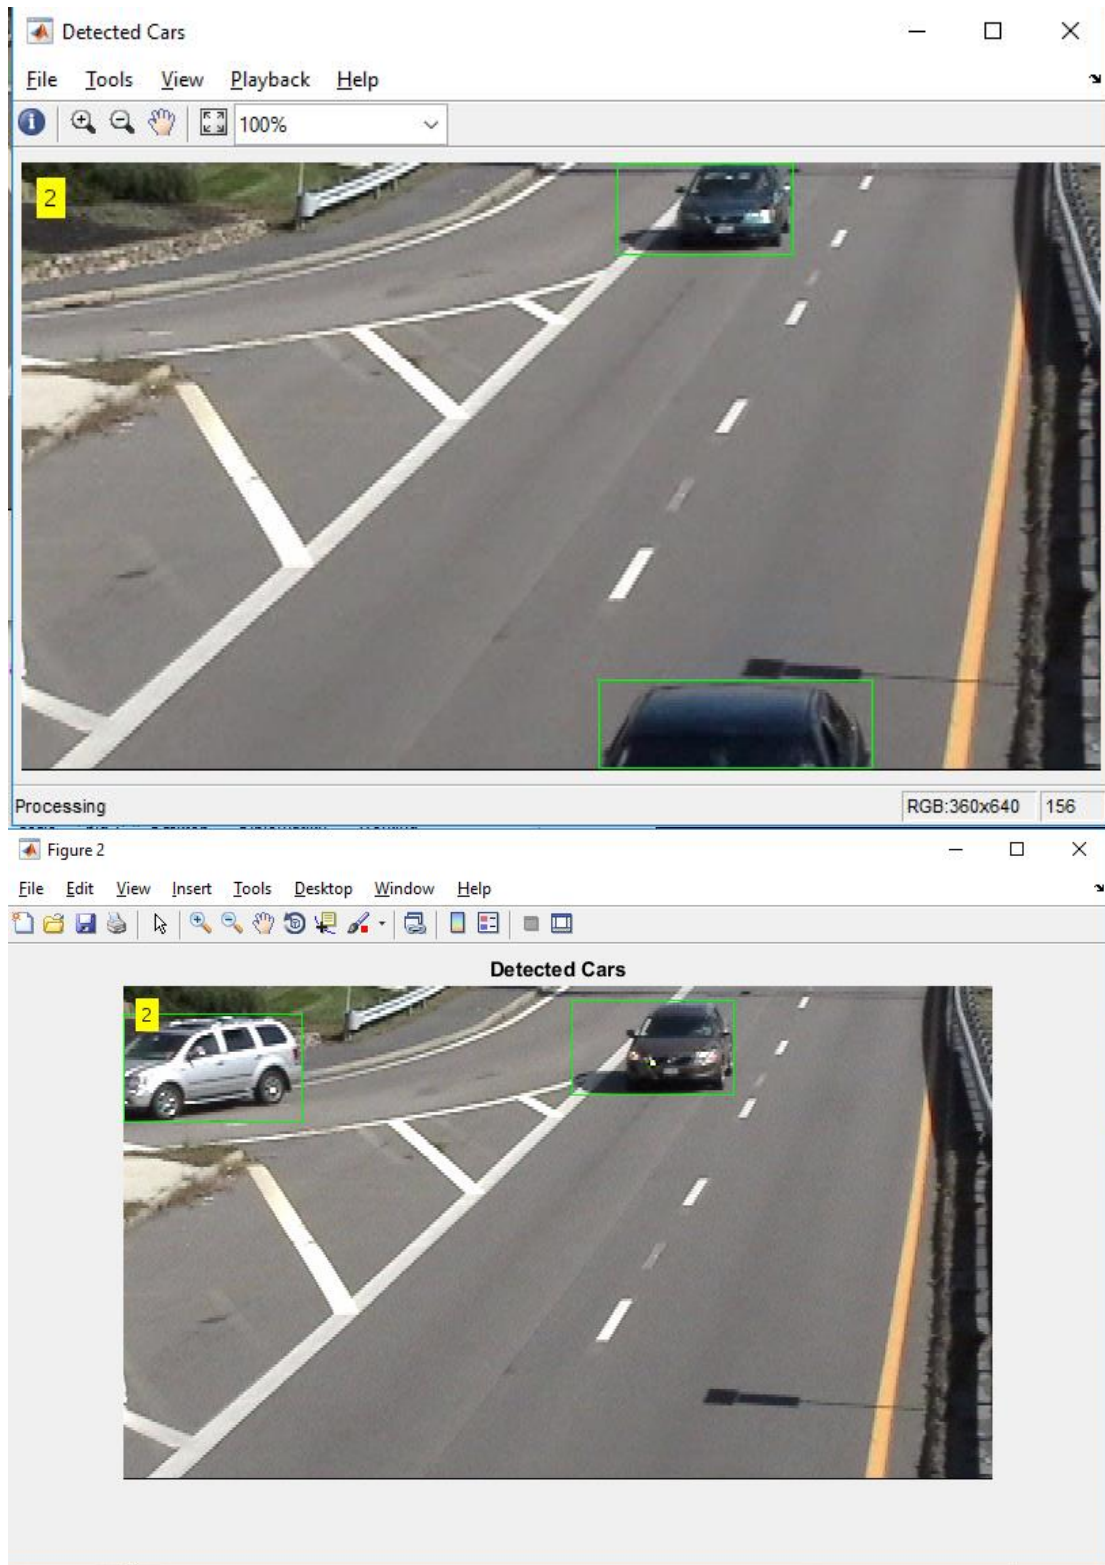 Detected Cars
File Tools View Playback Help
100%
2
Processing
RGB:360x640 156
Figure 2
File Edit View Insert Tools Desktop Window Help
Detected Cars
2